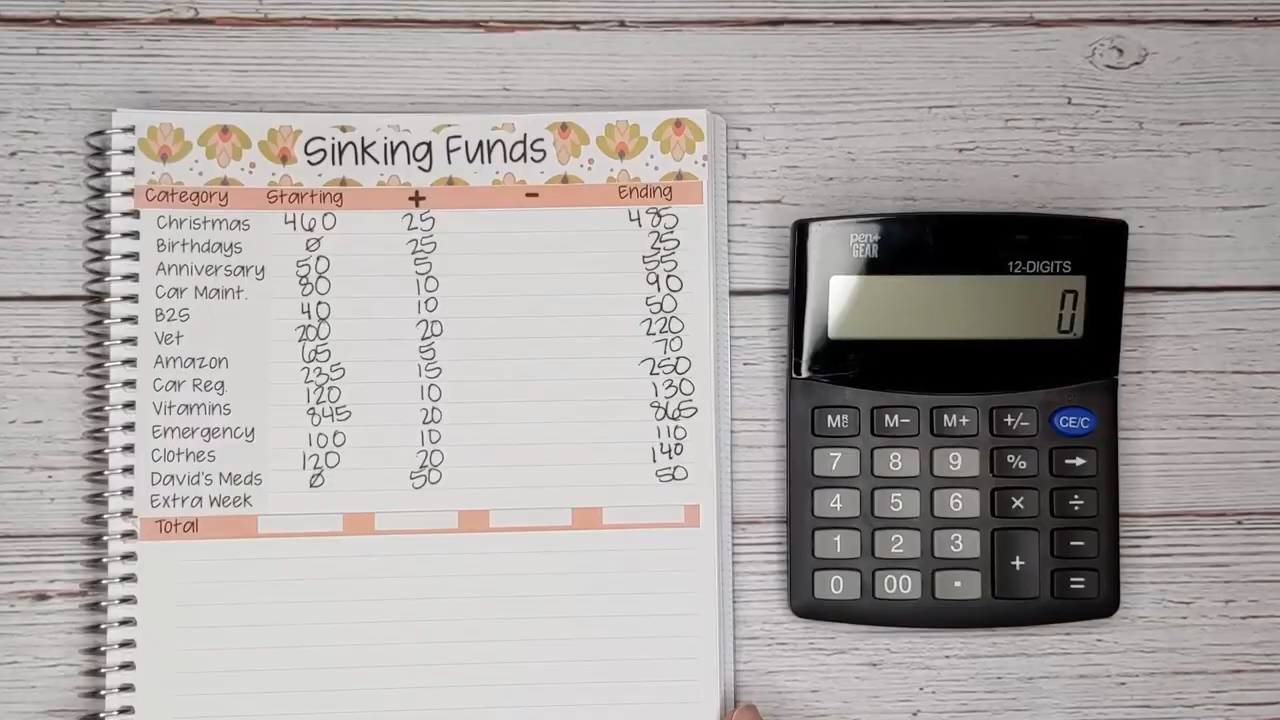 Sinking Funds
Category Starting + - Ending
Christmas 460 25 485
Birthdays 0 25 25
Anniversary 50 5 55
Car Maint. 80 10 90
B2S 40 10 50
Vet 200 20 220
Amazon 65 5 70
Car Reg. 235 15 250
Vitamins 120 10 130
Emergency 845 20 865
Clothes 100 10 110
David's Meds 120 20 140
Extra Week 0 50 50
Total
pen+
GEAR
12-DIGITS
0.
M- M+ +/- CE/C
7 8 9 % →
4 5 6 × ÷
1 2 3 + -
0 00 . =